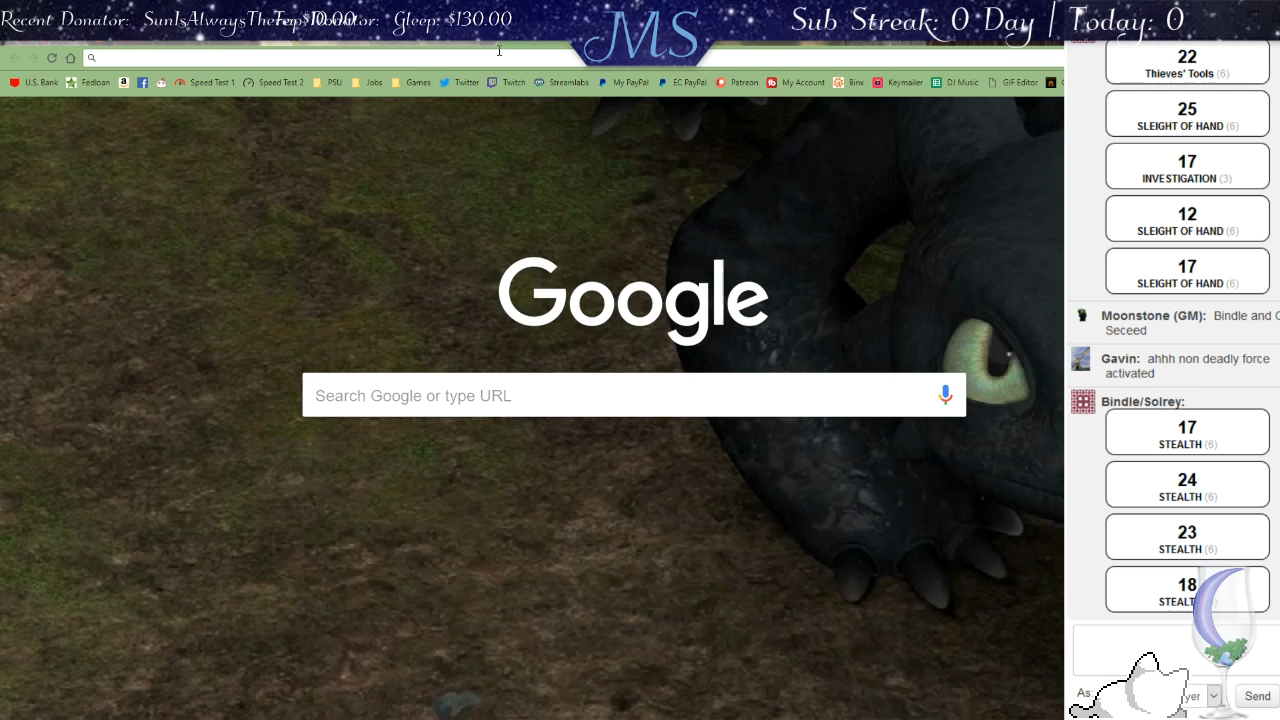 Recent Donator: SunIsAlwaysThere: $10.00
Top Donator: Gleep: $130.00
MS
Sub Streak: 0 Day | Today: 0
U.S. Bank Fedloan Speed Test 1 Speed Test 2 PSU Jobs Games Twitter Twitch Streamlabs My PayPal EC PayPal Patreon My Account Binx Keymailer DJ Music GIF Editor
Google
Search Google or type URL
22
Thieves' Tools (6)
25
SLEIGHT OF HAND (6)
17
INVESTIGATION (3)
12
SLEIGHT OF HAND (6)
17
SLEIGHT OF HAND (6)
Moonstone (GM): Bindle and
Seceed
Gavin: ahhh non deadly force
activated
Bindle/Solrey:
17
STEALTH (6)
24
STEALTH (6)
23
STEALTH (6)
18
STEALT
As
yer
Send